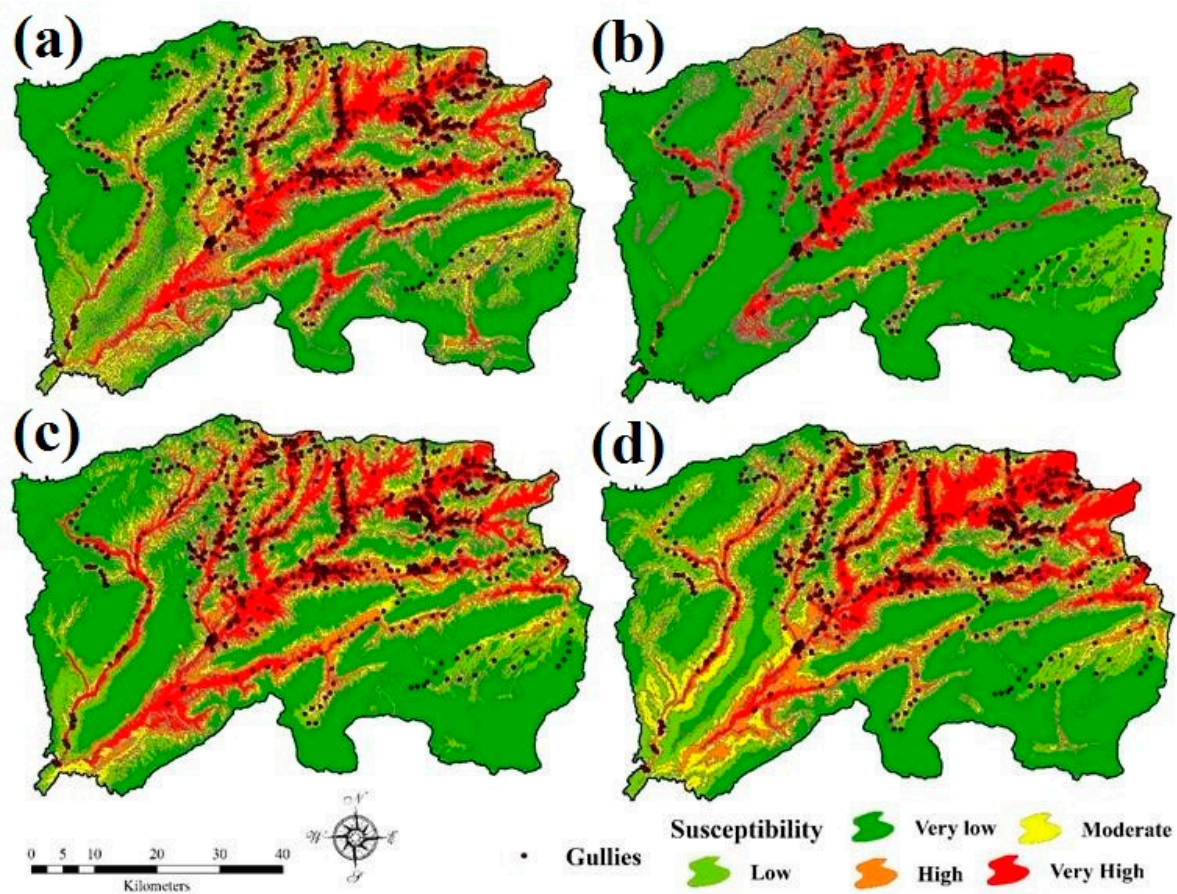 (a)
(b)
(c)
(d)
N
W E
S
0 5 10 20 30 40
Kilometers
Gullies
Susceptibility
Very low
Moderate
Low
High
Very High